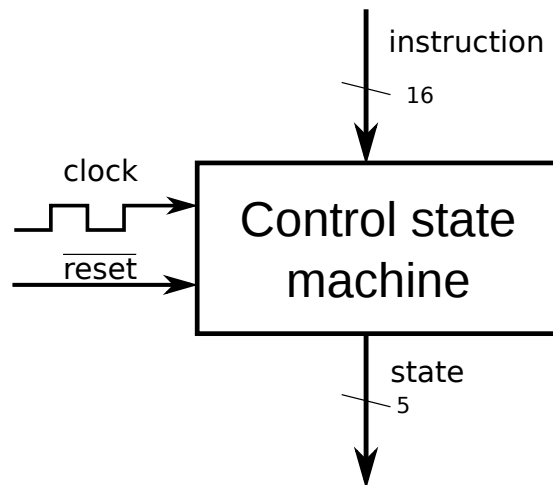 instruction
16
clock
reset
Control state
machine
state
5